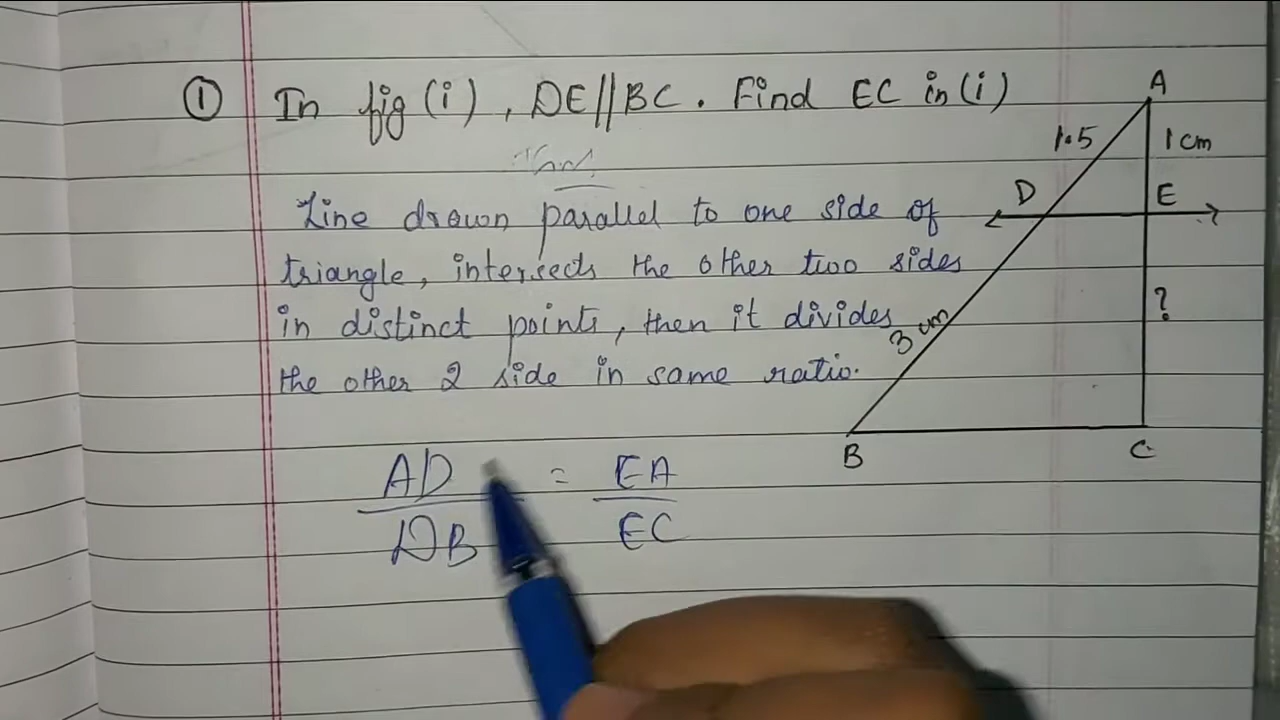 ① In fig (i), DE||BC. Find EC in (i)
Line drawn parallel to one side of
triangle, intersects the other two sides
in distinct points, then it divides
the other 2 side in same ratio.
AD = EA
DB EC
A
1.5
1 cm
D
E
3 cm
?
B
C